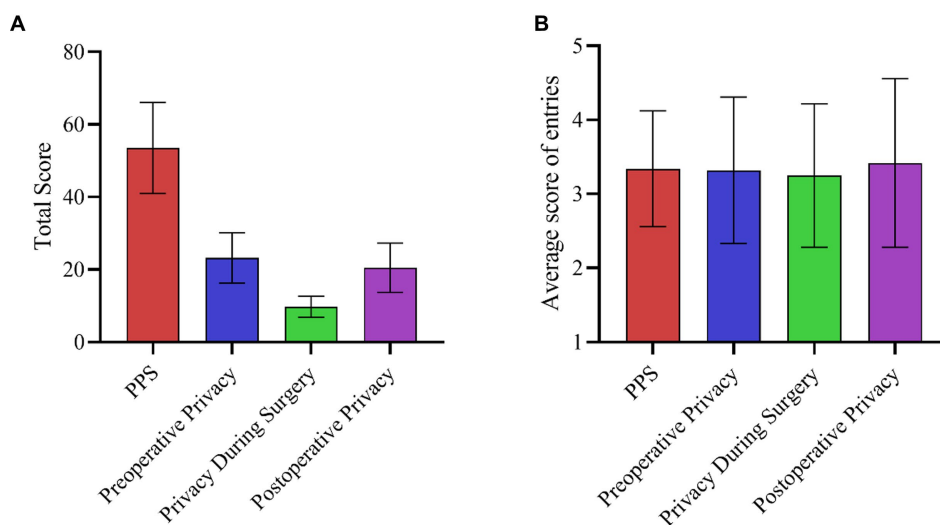 A
Total Score
80
60
40
20
0
PPS
Preoperative Privacy
Privacy During Surgery
Postoperative Privacy
B
Average score of entries
5
4
3
2
1
PPS
Preoperative Privacy
Privacy During Surgery
Postoperative Privacy